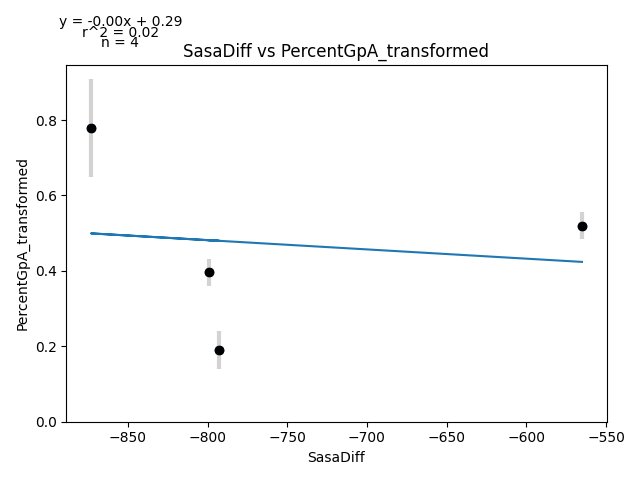 y = -0.00x + 0.29
r^2 = 0.02
n = 4
SasaDiff vs PercentGpA_transformed
PercentGpA_transformed
0.8
0.6
0.4
0.2
0.0
−850
−800
−750
−700
−650
−600
−550
SasaDiff